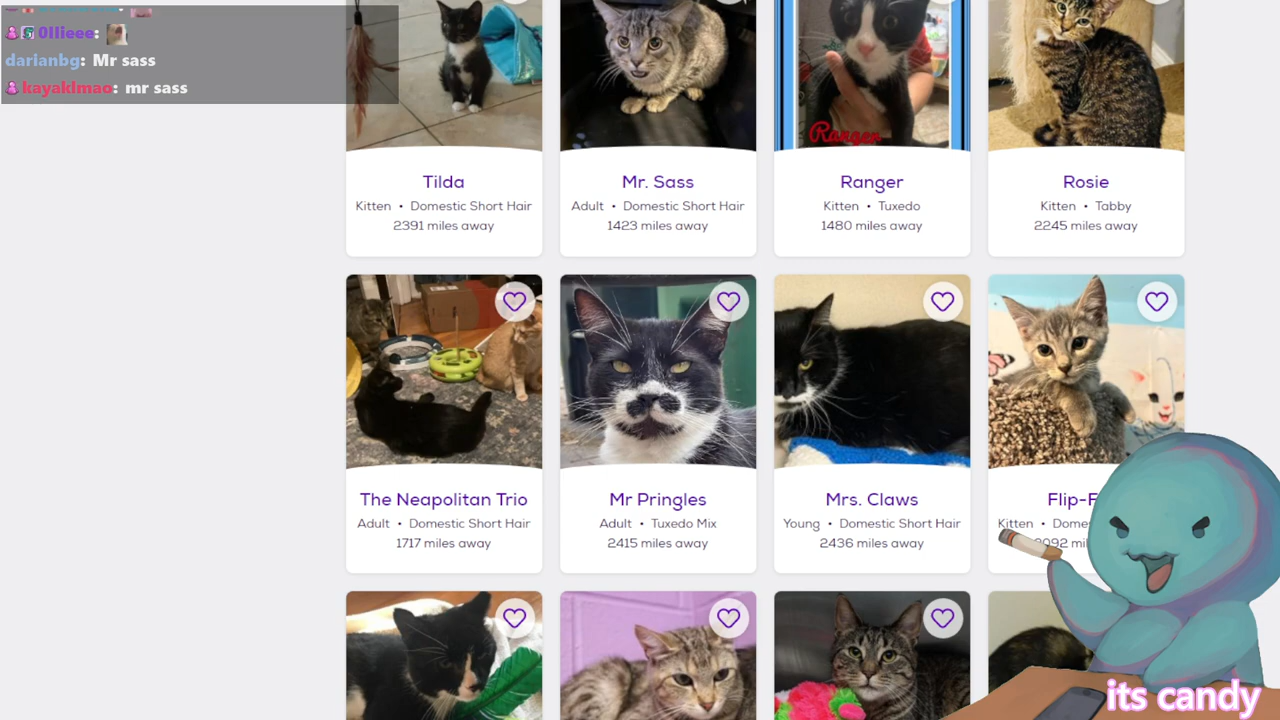 0llieee:
darianbg: Mr sass
kayaklmao: mr sass
Ranger
Tilda
Kitten • Domestic Short Hair
2391 miles away
Mr. Sass
Adult • Domestic Short Hair
1423 miles away
Ranger
Kitten • Tuxedo
1480 miles away
Rosie
Kitten • Tabby
2245 miles away
The Neapolitan Trio
Adult • Domestic Short Hair
1717 miles away
Mr Pringles
Adult • Tuxedo Mix
2415 miles away
Mrs. Claws
Young • Domestic Short Hair
2436 miles away
Flip-F
Kitten •
its candy